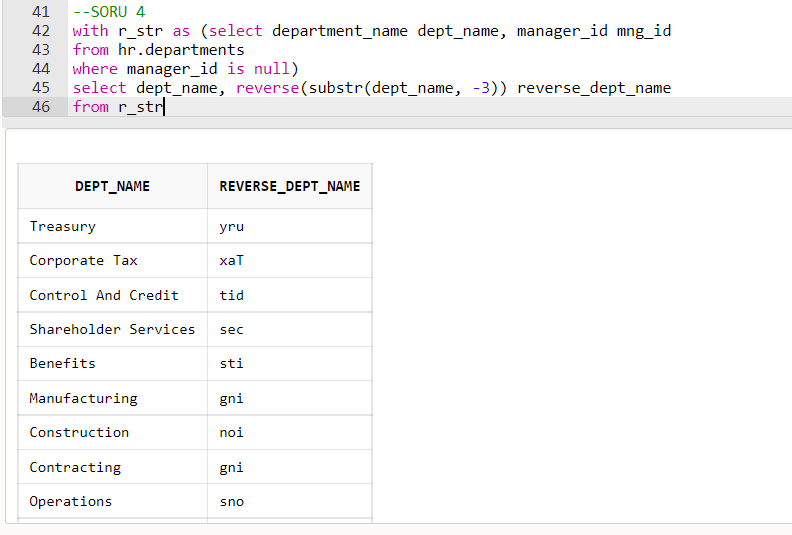 41 --SORU 4
42 with r_str as (select department_name dept_name, manager_id mng_id
43 from hr.departments
44 where manager_id is null)
45 select dept_name, reverse(substr(dept_name, -3)) reverse_dept_name
46 from r_str
DEPT_NAME REVERSE_DEPT_NAME
Treasury yru
Corporate Tax xaT
Control And Credit tid
Shareholder Services sec
Benefits sti
Manufacturing gni
Construction noi
Contracting gni
Operations sno